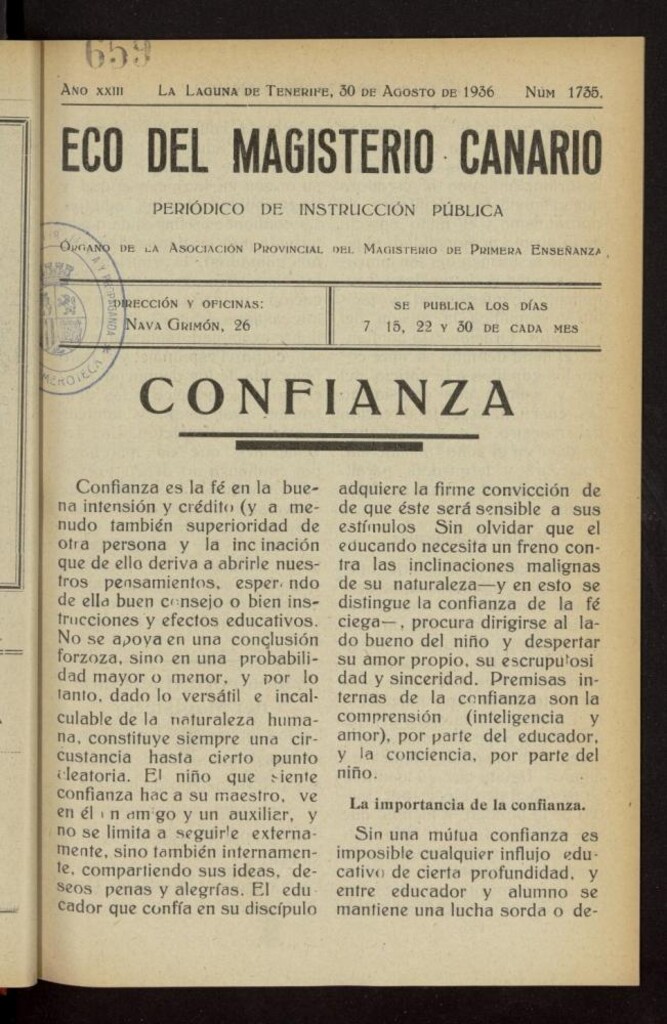 659
AÑO XXIII LA LAGUNA DE TENERIFE, 30 DE AGOSTO DE 1936 NÚM 1735.
ECO DEL MAGISTERIO CANARIO
PERIÓDICO DE INSTRUCCIÓN PÚBLICA
ÓRGANO DE LA ASOCIACIÓN PROVINCIAL DEL MAGISTERIO DE PRIMERA ENSEÑANZA
DIRECCIÓN Y OFICINAS:
NAVA GRIMÓN, 26
SE PUBLICA LOS DÍAS
7 15, 22 Y 30 DE CADA MES
CONFIANZA
Confianza es la fé en la bue-
na intensión y crédito (y a me-
nudo también superioridad de
otra persona y la inclinación
que de ello deriva a abrirle nues-
tros pensamientos, esperando
de ella buen consejo o bien ins-
trucciones y efectos educativos.
No se apoya en una conclusión
forzoza, sino en una probabili-
dad mayor o menor, y por lo
tanto, dado lo versátil e incal-
culable de la naturaleza huma-
na, constituye siempre una cir-
custancia hasta cierto punto
aleatoria. El niño que siente
confianza hacia su maestro, ve
en él un amigo y un auxilier, y
no se limita a seguirle externa-
mente, sino también internamen-
te, compartiendo sus ideas, de-
seos penas y alegrías. El edu
cador que confía en su discípulo
adquiere la firme convicción de
de que éste será sensible a sus
estímulos Sin olvidar que el
educando necesita un freno con-
tra las inclinaciones malignas
de su naturaleza—y en esto se
distingue la confianza de la fé
ciega—, procura dirigirse al la-
do bueno del niño y despertar
su amor propio, su escrupulosi
dad y sinceridad. Premisas in-
ternas de la confianza son la
comprensión (inteligencia y
amor), por parte del educador,
y la conciencia, por parte del
niño.
La importancia de la confianza.
Sin una mútua confianza es
imposible cualquier influjo edu-
cativo de cierta profundidad, y
entre educador y alumno se
mantiene una lucha sorda o de-